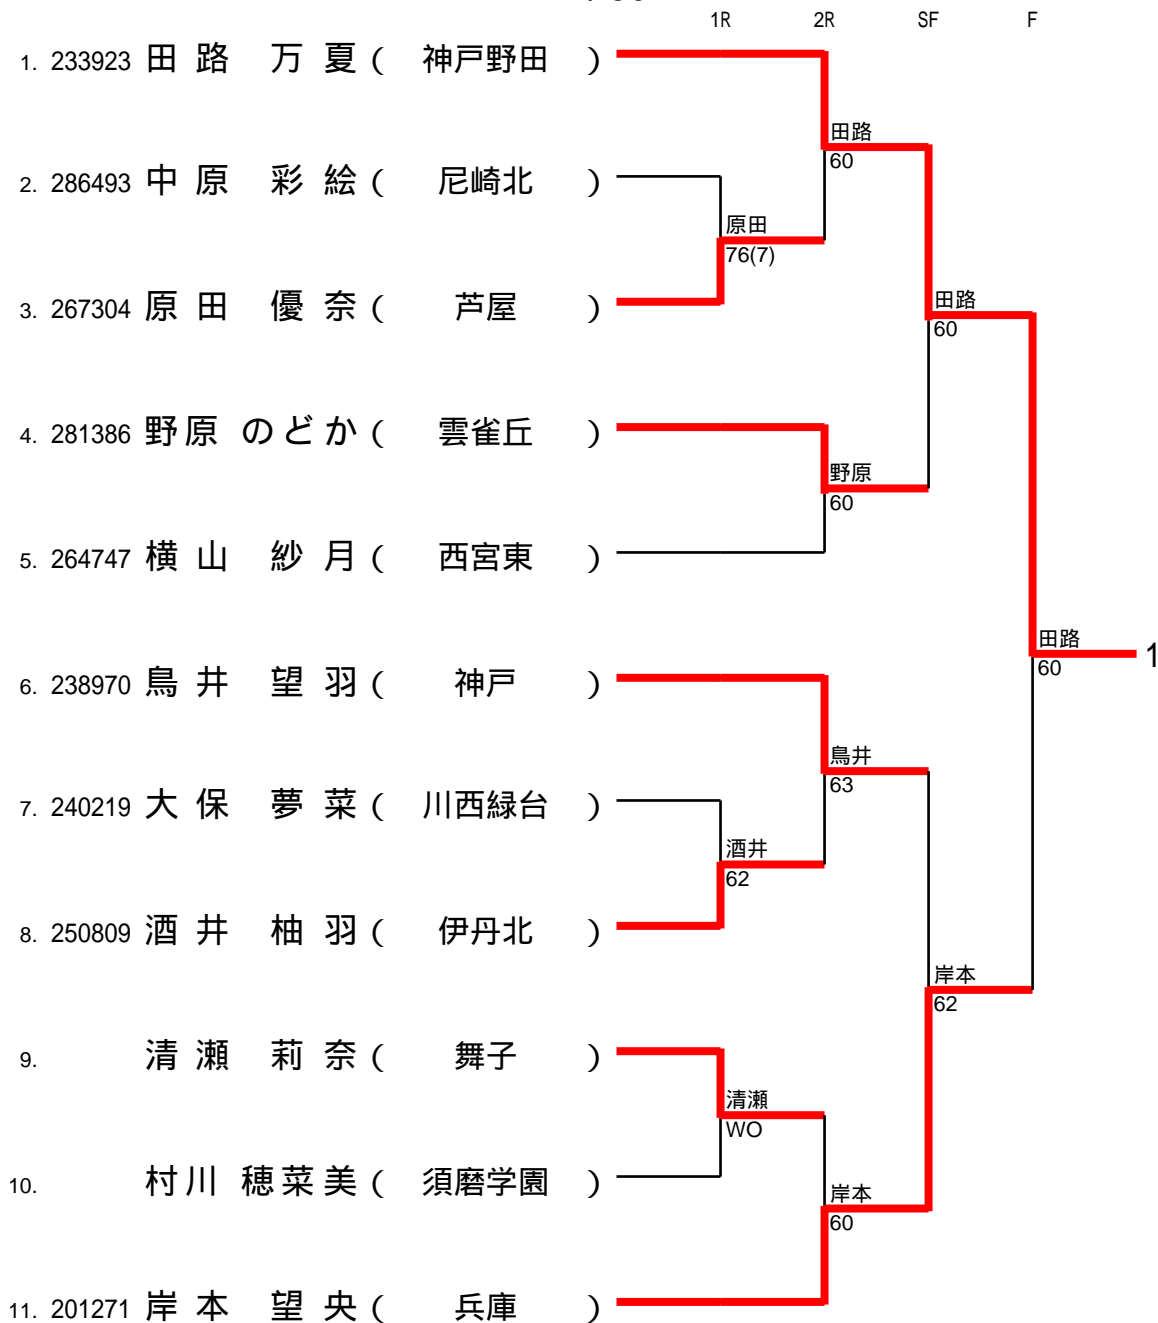 1R 2R SF F
1. 233923 田路 万夏 ( 神戸野田 )
田路
60
2. 286493 中原 彩絵 ( 尼崎北 )
原田
76(7)
3. 267304 原田 優奈 ( 芦屋 )
田路
60
4. 281386 野原 のどか ( 雲雀丘 )
野原
60
5. 264747 横山 紗月 ( 西宮東 )
田路
60
1
6. 238970 鳥井 望羽 ( 神戸 )
鳥井
63
7. 240219 大保 夢菜 ( 川西緑台 )
酒井
62
8. 250809 酒井 柚羽 ( 伊丹北 )
岸本
62
9. 清瀬 莉奈 ( 舞子 )
清瀬
WO
10. 村川 穂菜美 ( 須磨学園 )
岸本
60
11. 201271 岸本 望央 ( 兵庫 )